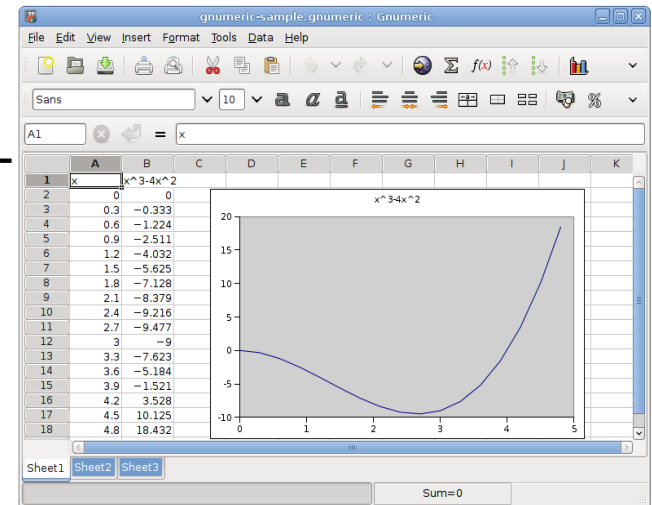 gnumeric-sample.gnumeric : Gnumeric
File Edit View Insert Format Tools Data Help
f(x)
Sans 10 a a a %
A1 = x
A B C D E F G H I J K
1 x x^3-4x^2
2 0 0
3 0.3 −0.333
4 0.6 −1.224
5 0.9 −2.511
6 1.2 −4.032
7 1.5 −5.625
8 1.8 −7.128
9 2.1 −8.379
10 2.4 −9.216
11 2.7 −9.477
12 3 −9
13 3.3 −7.623
14 3.6 −5.184
15 3.9 −1.521
16 4.2 3.528
17 4.5 10.125
18 4.8 18.432
x^3-4x^2
20
15
10
5
0
-5
-10
0 1 2 3 4 5
Sheet1 Sheet2 Sheet3
Sum=0